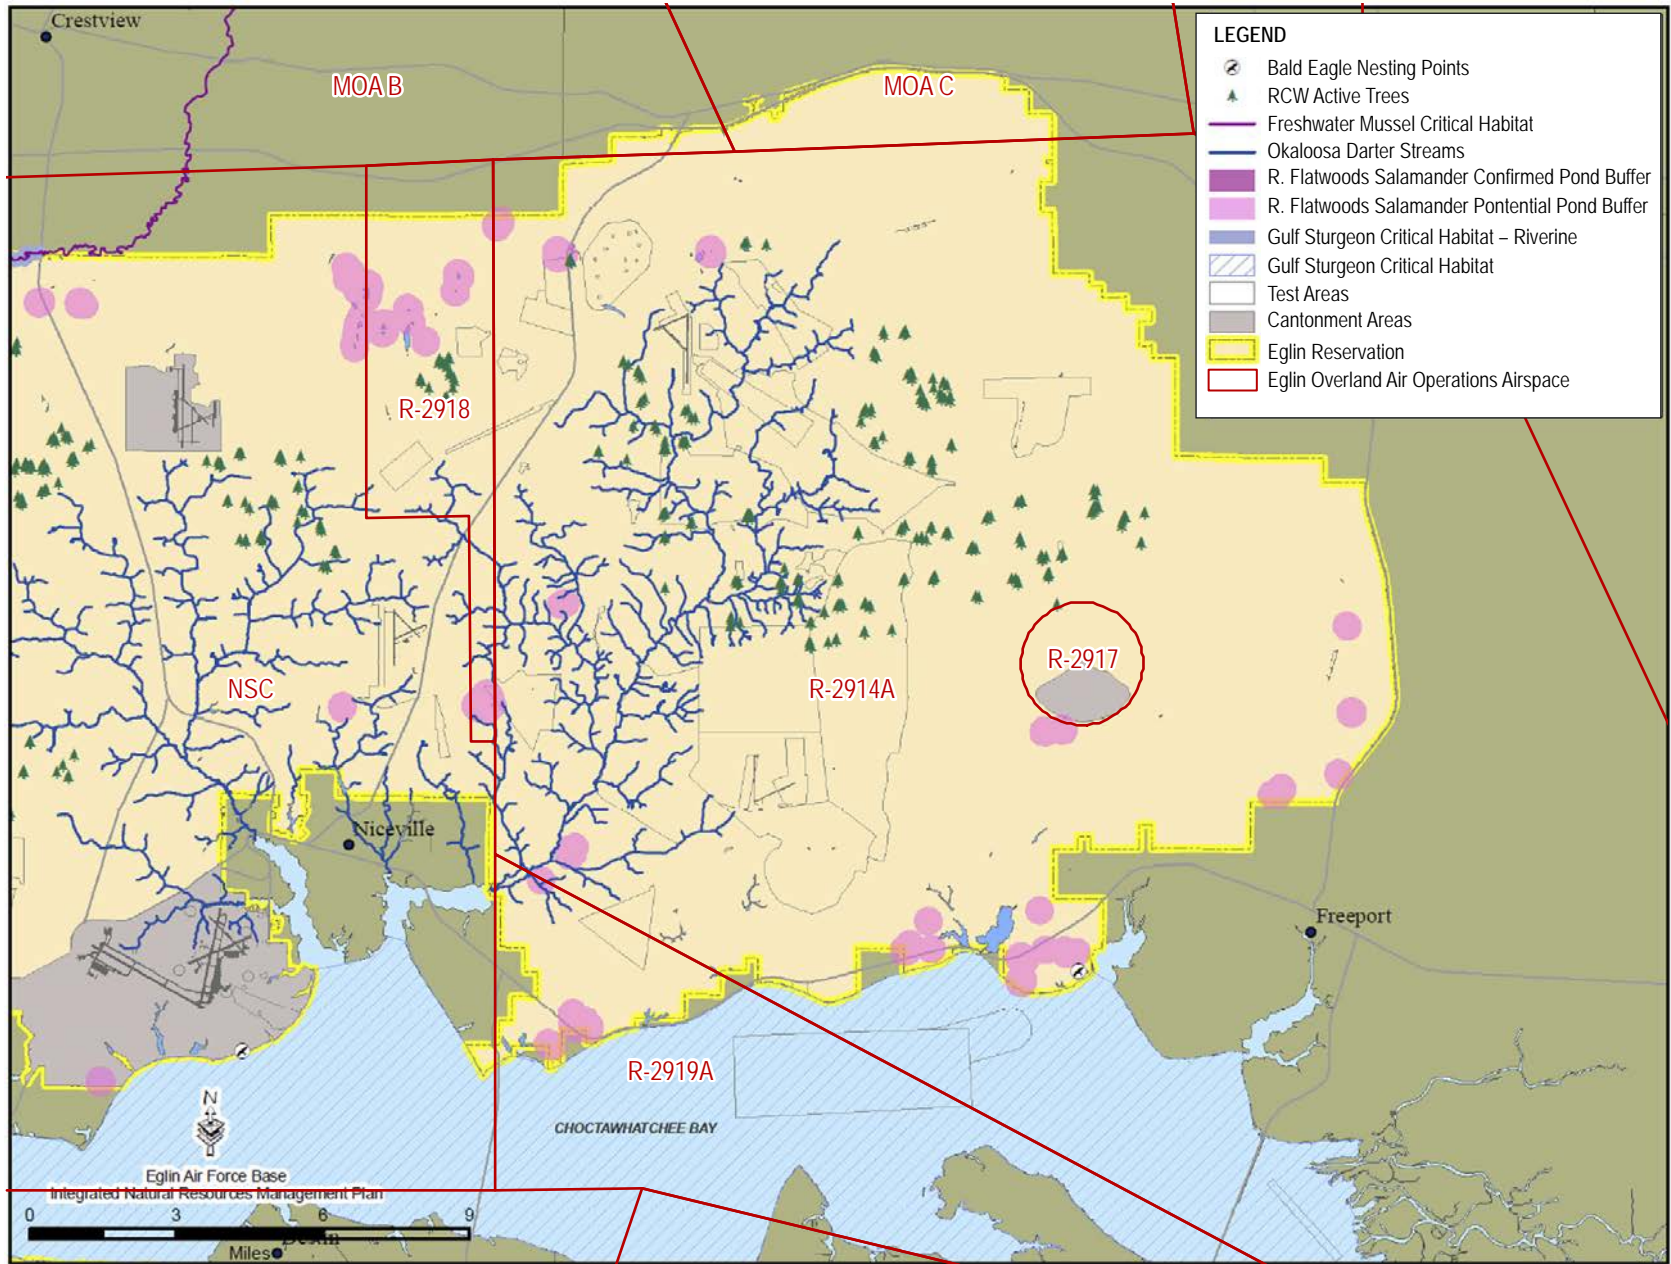 Crestview
MOA B
MOA C
LEGEND
Bald Eagle Nesting Points
RCW Active Trees
Freshwater Mussel Critical Habitat
Okaloosa Darter Streams
R. Flatwoods Salamander Confirmed Pond Buffer
R. Flatwoods Salamander Pontential Pond Buffer
Gulf Sturgeon Critical Habitat – Riverine
Gulf Sturgeon Critical Habitat
Test Areas
Cantonment Areas
Eglin Reservation
Eglin Overland Air Operations Airspace
R-2918
R-2917
NSC
R-2914A
Niceville
Freeport
R-2919A
CHOCTAWHATCHEE BAY
N
Eglin Air Force Base
Integrated Natural Resources Management Plan
0 3 6 9
Miles
Destin